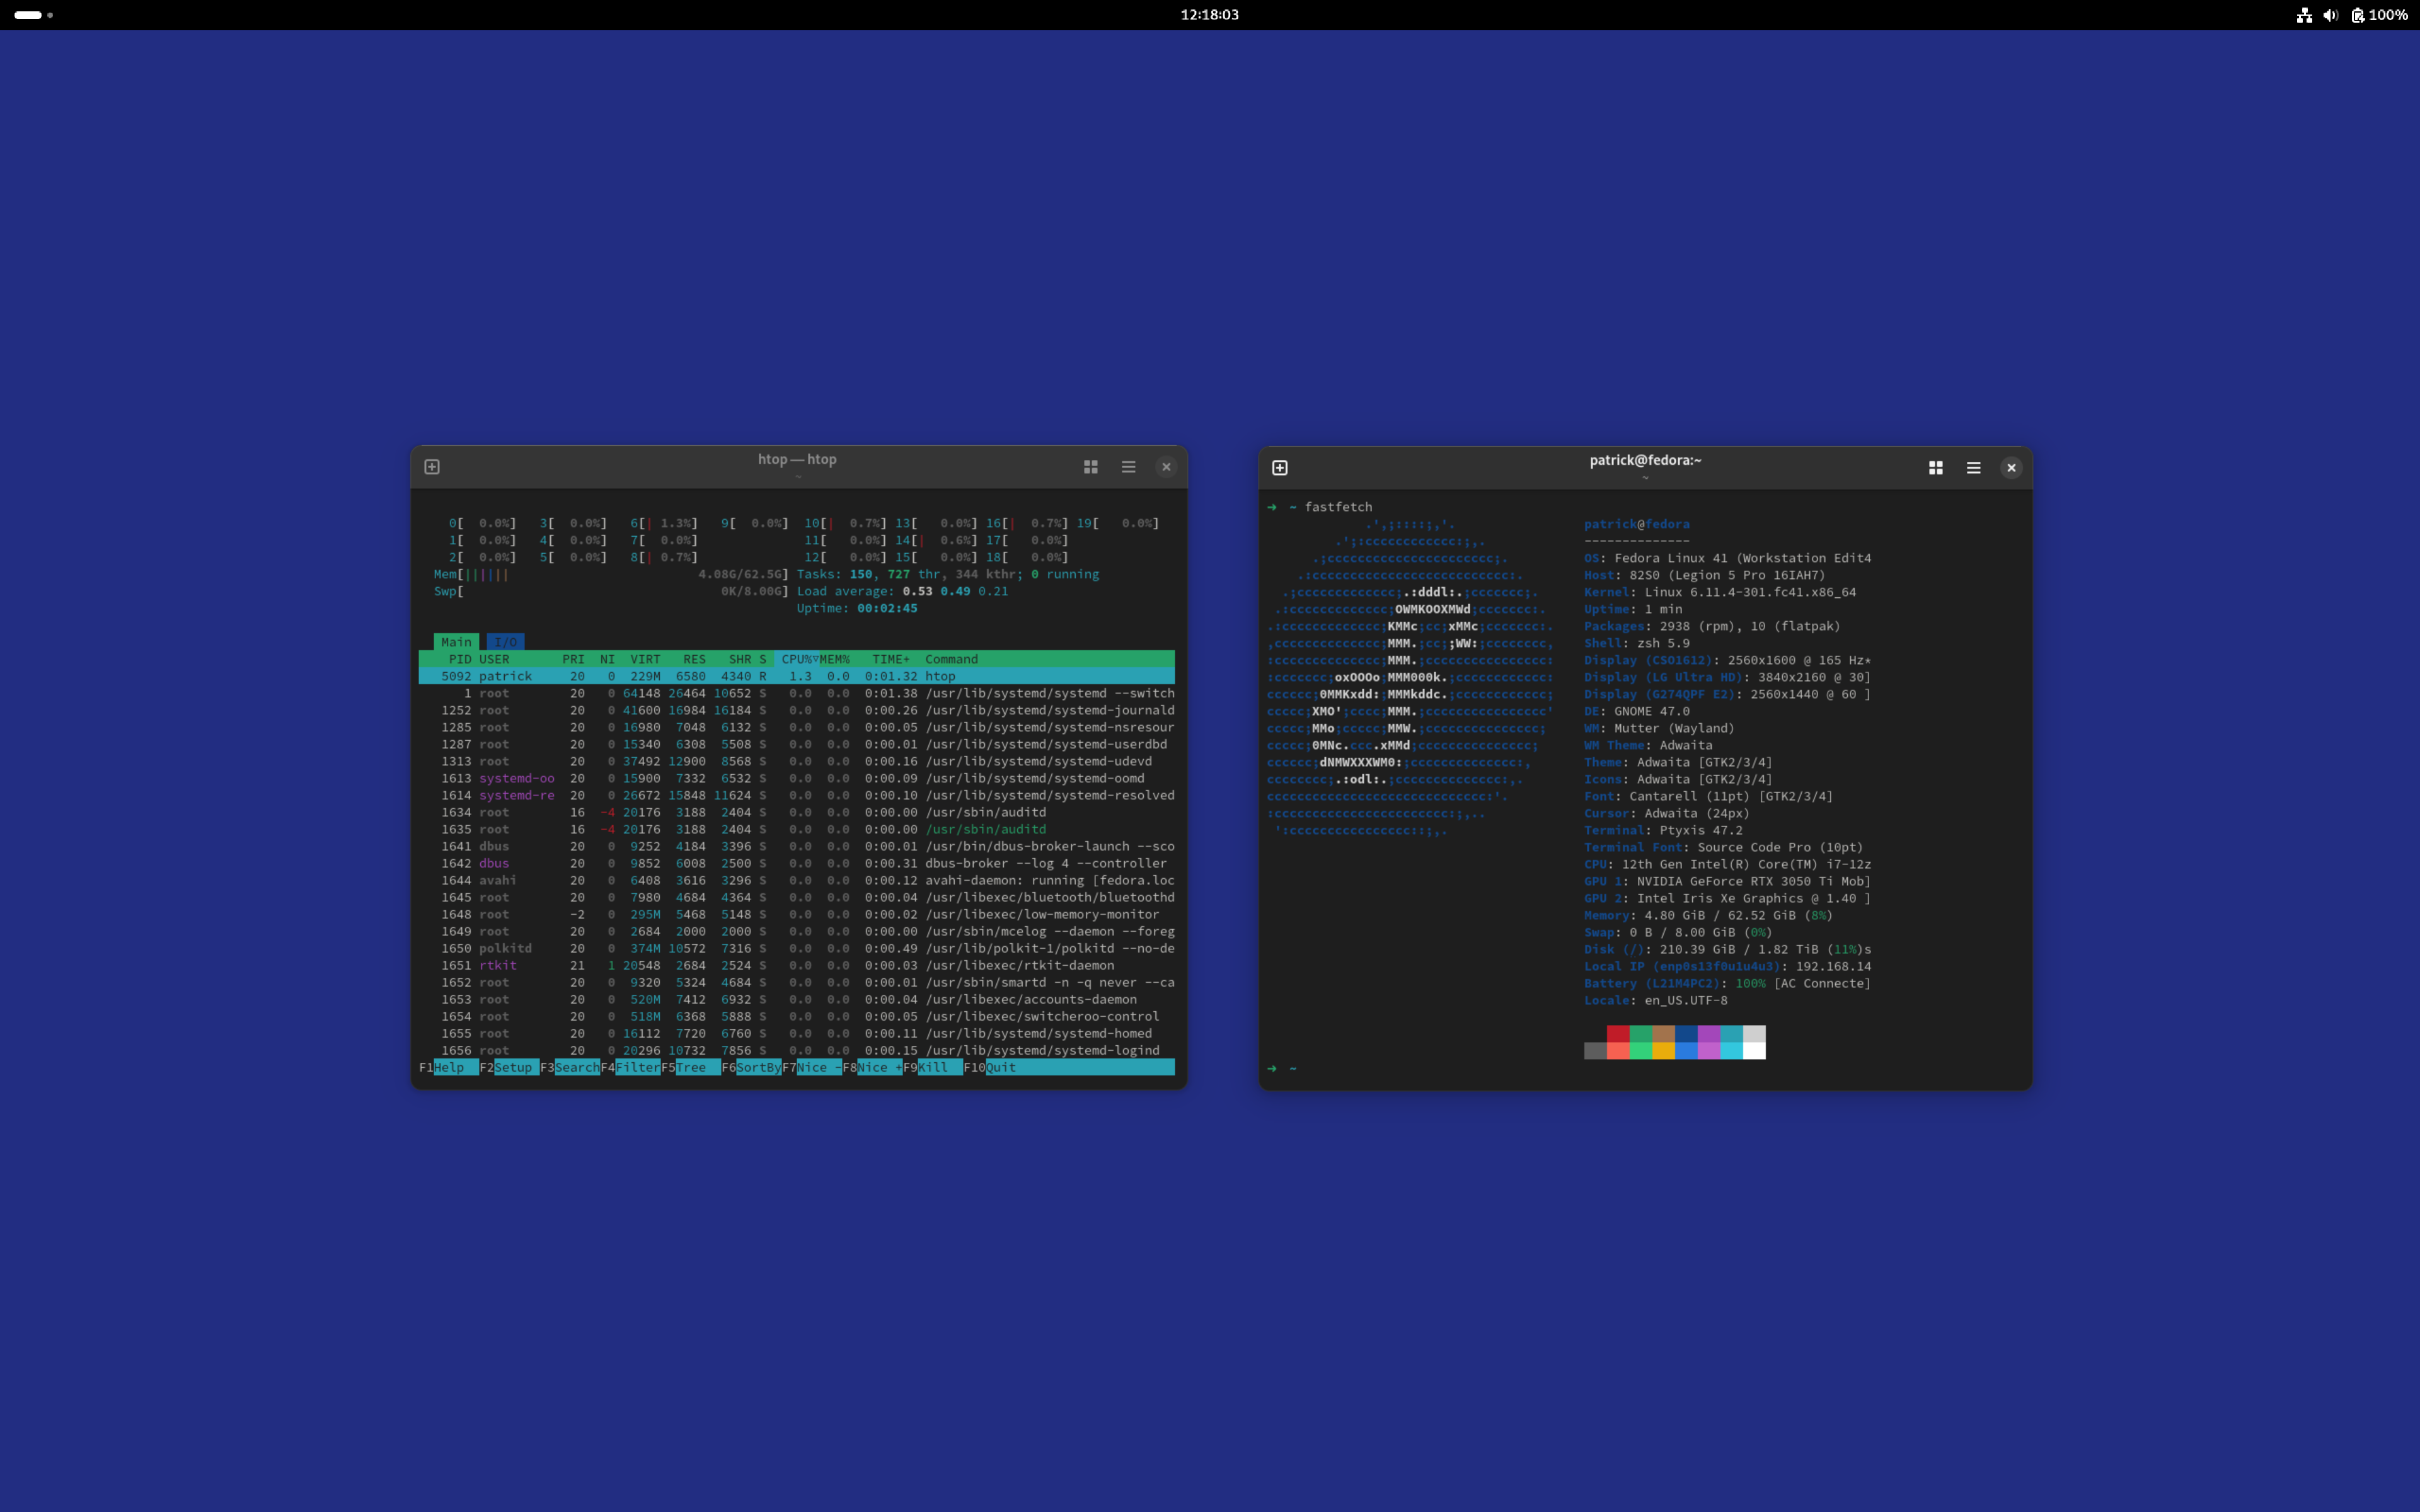 12:18:03
100%
htop — htop
~
0[ 0.0%] 3[ 0.0%] 6[| 1.3%] 9[ 0.0%] 10[| 0.7%] 13[ 0.0%] 16[| 0.7%] 19[ 0.0%]
1[ 0.0%] 4[ 0.0%] 7[ 0.0%] 11[ 0.0%] 14[| 0.6%] 17[ 0.0%]
2[ 0.0%] 5[ 0.0%] 8[| 0.7%] 12[ 0.0%] 15[ 0.0%] 18[ 0.0%]
Mem[|||||| 4.08G/62.5G] Tasks: 150, 727 thr, 344 kthr; 0 running
Swp[ 0K/8.00G] Load average: 0.53 0.49 0.21
Uptime: 00:02:45
Main I/O
PID USER PRI NI VIRT RES SHR S CPU%▽MEM% TIME+ Command
5092 patrick 20 0 229M 6580 4340 R 1.3 0.0 0:01.32 htop
1 root 20 0 64148 26464 10652 S 0.0 0.0 0:01.38 /usr/lib/systemd/systemd --switch
1252 root 20 0 41600 16984 16184 S 0.0 0.0 0:00.26 /usr/lib/systemd/systemd-journald
1285 root 20 0 16980 7048 6132 S 0.0 0.0 0:00.05 /usr/lib/systemd/systemd-nsresour
1287 root 20 0 15340 6308 5508 S 0.0 0.0 0:00.01 /usr/lib/systemd/systemd-userdbd
1313 root 20 0 37492 12900 8568 S 0.0 0.0 0:00.16 /usr/lib/systemd/systemd-udevd
1613 systemd-oo 20 0 15900 7332 6532 S 0.0 0.0 0:00.09 /usr/lib/systemd/systemd-oomd
1614 systemd-re 20 0 26672 15848 11624 S 0.0 0.0 0:00.10 /usr/lib/systemd/systemd-resolved
1634 root 16 -4 20176 3188 2404 S 0.0 0.0 0:00.00 /usr/sbin/auditd
1635 root 16 -4 20176 3188 2404 S 0.0 0.0 0:00.00 /usr/sbin/auditd
1641 dbus 20 0 9252 4184 3396 S 0.0 0.0 0:00.01 /usr/bin/dbus-broker-launch --sco
1642 dbus 20 0 9852 6008 2500 S 0.0 0.0 0:00.31 dbus-broker --log 4 --controller
1644 avahi 20 0 6408 3616 3296 S 0.0 0.0 0:00.12 avahi-daemon: running [fedora.loc
1645 root 20 0 7980 4684 4364 S 0.0 0.0 0:00.04 /usr/libexec/bluetooth/bluetoothd
1648 root -2 0 295M 5468 5148 S 0.0 0.0 0:00.02 /usr/libexec/low-memory-monitor
1649 root 20 0 2684 2000 2000 S 0.0 0.0 0:00.00 /usr/sbin/mcelog --daemon --foreg
1650 polkitd 20 0 374M 10572 7316 S 0.0 0.0 0:00.49 /usr/lib/polkit-1/polkitd --no-de
1651 rtkit 21 1 20548 2684 2524 S 0.0 0.0 0:00.03 /usr/libexec/rtkit-daemon
1652 root 20 0 9320 5324 4684 S 0.0 0.0 0:00.01 /usr/sbin/smartd -n -q never --ca
1653 root 20 0 520M 7412 6932 S 0.0 0.0 0:00.04 /usr/libexec/accounts-daemon
1654 root 20 0 518M 6368 5888 S 0.0 0.0 0:00.05 /usr/libexec/switcheroo-control
1655 root 20 0 16112 7720 6760 S 0.0 0.0 0:00.11 /usr/lib/systemd/systemd-homed
1656 root 20 0 20296 10732 7856 S 0.0 0.0 0:00.15 /usr/lib/systemd/systemd-logind
F1Help F2Setup F3SearchF4FilterF5Tree F6SortByF7Nice -F8Nice +F9Kill F10Quit
patrick@fedora:~
~
➜ ~ fastfetch
patrick@fedora
--------------
OS: Fedora Linux 41 (Workstation Edit4
Host: 82S0 (Legion 5 Pro 16IAH7)
Kernel: Linux 6.11.4-301.fc41.x86_64
Uptime: 1 min
Packages: 2938 (rpm), 10 (flatpak)
Shell: zsh 5.9
Display (CSO1612): 2560x1600 @ 165 Hz*
Display (LG Ultra HD): 3840x2160 @ 30]
Display (G274QPF E2): 2560x1440 @ 60 ]
DE: GNOME 47.0
WM: Mutter (Wayland)
WM Theme: Adwaita
Theme: Adwaita [GTK2/3/4]
Icons: Adwaita [GTK2/3/4]
Font: Cantarell (11pt) [GTK2/3/4]
Cursor: Adwaita (24px)
Terminal: Ptyxis 47.2
Terminal Font: Source Code Pro (10pt)
CPU: 12th Gen Intel(R) Core(TM) i7-12z
GPU 1: NVIDIA GeForce RTX 3050 Ti Mob]
GPU 2: Intel Iris Xe Graphics @ 1.40 ]
Memory: 4.80 GiB / 62.52 GiB (8%)
Swap: 0 B / 8.00 GiB (0%)
Disk (/): 210.39 GiB / 1.82 TiB (11%)s
Local IP (enp0s13f0u1u4u3): 192.168.14
Battery (L21M4PC2): 100% [AC Connecte]
Locale: en_US.UTF-8
➜ ~